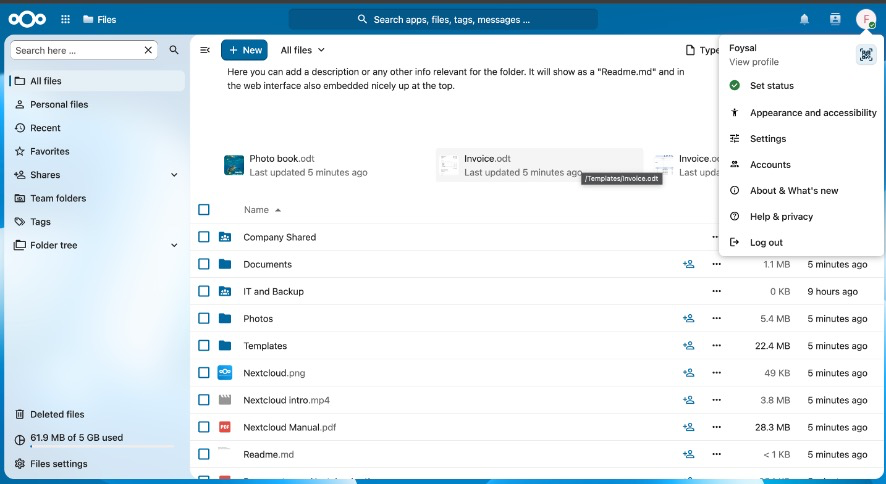 Files
Search apps, files, tags, messages ...
F
Search here ...
All files
Personal files
Recent
Favorites
Shares
Team folders
Tags
Folder tree
Deleted files
61.9 MB of 5 GB used
Files settings
+ New
All files
Type
Here you can add a description or any other info relevant for the folder. It will show as a "Readme.md" and in
the web interface also embedded nicely up at the top.
Photo book.odt
Last updated 5 minutes ago
Invoice.odt
Last updated 5 minutes ago
/Templates/Invoice.odt
Name
Company Shared
Documents 1.1 MB 5 minutes ago
IT and Backup 0 KB 9 hours ago
Photos 5.4 MB 5 minutes ago
Templates 22.4 MB 5 minutes ago
Nextcloud.png 49 KB 5 minutes ago
Nextcloud intro.mp4 3.8 MB 5 minutes ago
PDF Nextcloud Manual.pdf 28.3 MB 5 minutes ago
Readme.md < 1 KB 5 minutes ago
Foysal
View profile
Set status
Appearance and accessibility
Settings
Accounts
About & What's new
Help & privacy
Log out